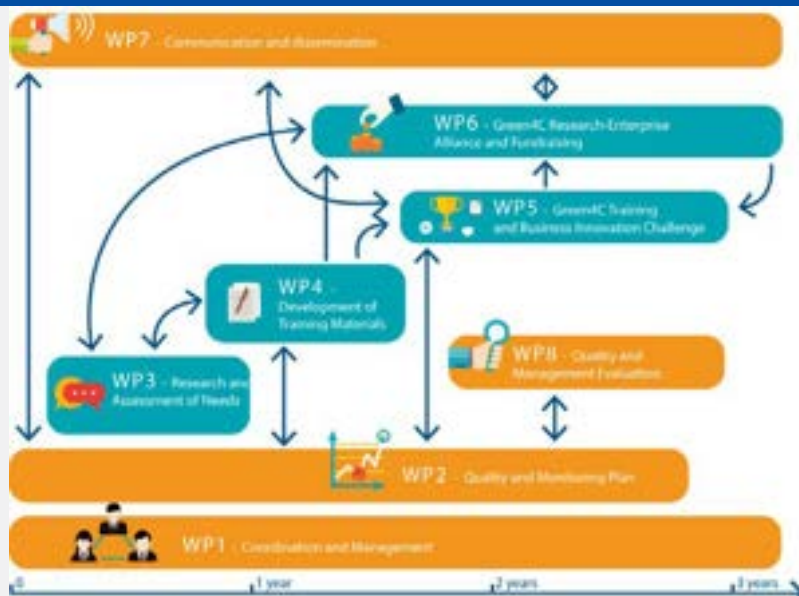 WP7 - Communication and dissemination
WP6 - Green4C Research-Enterprise
Alliance and Fundraising
WP5 - Green4C Training
and Business Innovation Challenge
WP4 -
Development of
Training Materials
WP3 - Research and
Assessment of Needs
WP8 - Quality and
Management Evaluation
WP2 - Quality and Monitoring Plan
WP1 - Coordination and Management
0
1 year
2 years
3 years